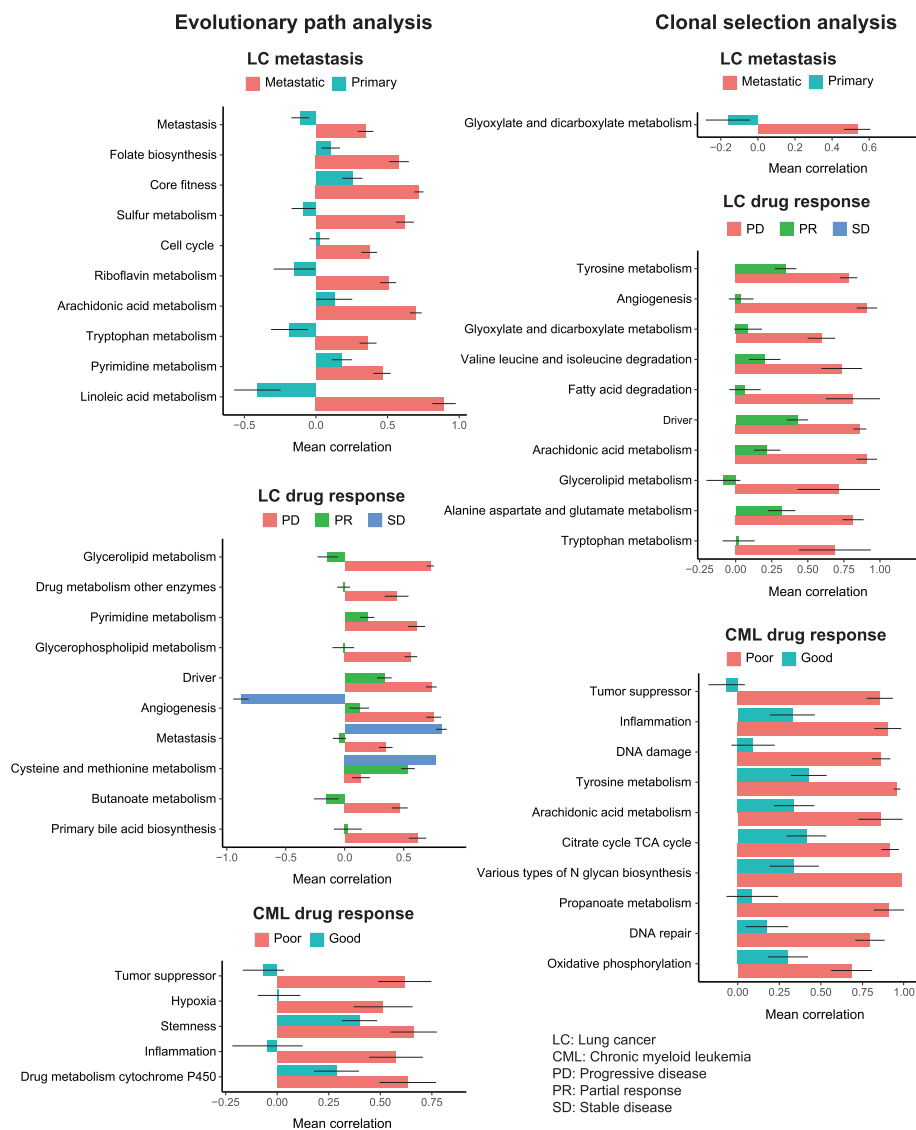 Evolutionary path analysis
LC metastasis
Metastatic Primary
Metastasis
Folate biosynthesis
Core fitness
Sulfur metabolism
Cell cycle
Riboflavin metabolism
Arachidonic acid metabolism
Tryptophan metabolism
Pyrimidine metabolism
Linoleic acid metabolism
−0.5 0.0 0.5 1.0
Mean correlation
LC drug response
PD PR SD
Glycerolipid metabolism
Drug metabolism other enzymes
Pyrimidine metabolism
Glycerophospholipid metabolism
Driver
Angiogenesis
Metastasis
Cysteine and methionine metabolism
Butanoate metabolism
Primary bile acid biosynthesis
−1.0 −0.5 0.0 0.5
Mean correlation
CML drug response
Poor Good
Tumor suppressor
Hypoxia
Stemness
Inflammation
Drug metabolism cytochrome P450
−0.25 0.00 0.25 0.50 0.75
Mean correlation
Clonal selection analysis
LC metastasis
Metastatic Primary
Glyoxylate and dicarboxylate metabolism
−0.2 0.0 0.2 0.4 0.6
Mean correlation
LC drug response
PD PR SD
Tyrosine metabolism
Angiogenesis
Glyoxylate and dicarboxylate metabolism
Valine leucine and isoleucine degradation
Fatty acid degradation
Driver
Arachidonic acid metabolism
Glycerolipid metabolism
Alanine aspartate and glutamate metabolism
Tryptophan metabolism
−0.25 0.00 0.25 0.50 0.75 1.00
Mean correlation
CML drug response
Poor Good
Tumor suppressor
Inflammation
DNA damage
Tyrosine metabolism
Arachidonic acid metabolism
Citrate cycle TCA cycle
Various types of N glycan biosynthesis
Propanoate metabolism
DNA repair
Oxidative phosphorylation
0.00 0.25 0.50 0.75 1.00
Mean correlation
LC: Lung cancer
CML: Chronic myeloid leukemia
PD: Progressive disease
PR: Partial response
SD: Stable disease